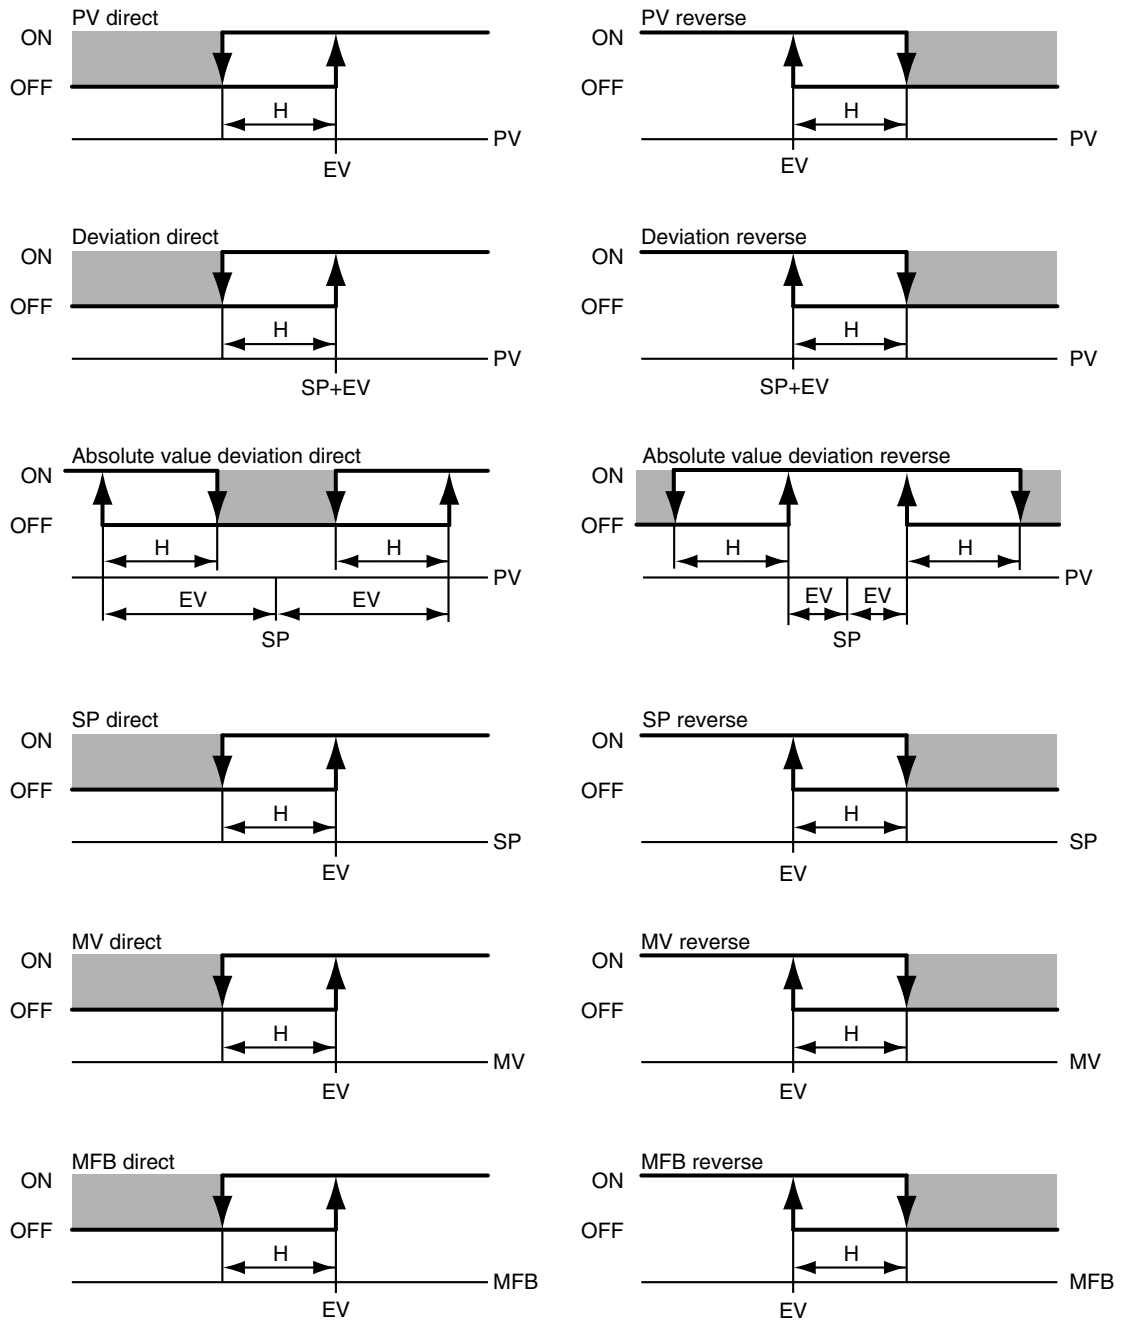 PV direct
ON
OFF
H
PV
EV
PV reverse
ON
OFF
H
PV
EV
Deviation direct
ON
OFF
H
PV
SP+EV
Deviation reverse
ON
OFF
H
PV
SP+EV
Absolute value deviation direct
ON
OFF
H H
PV
EV EV
SP
Absolute value deviation reverse
ON
OFF
H H
PV
EV EV
SP
SP direct
ON
OFF
H
SP
EV
SP reverse
ON
OFF
H
SP
EV
MV direct
ON
OFF
H
MV
EV
MV reverse
ON
OFF
H
MV
EV
MFB direct
ON
OFF
H
MFB
EV
MFB reverse
ON
OFF
H
MFB
EV